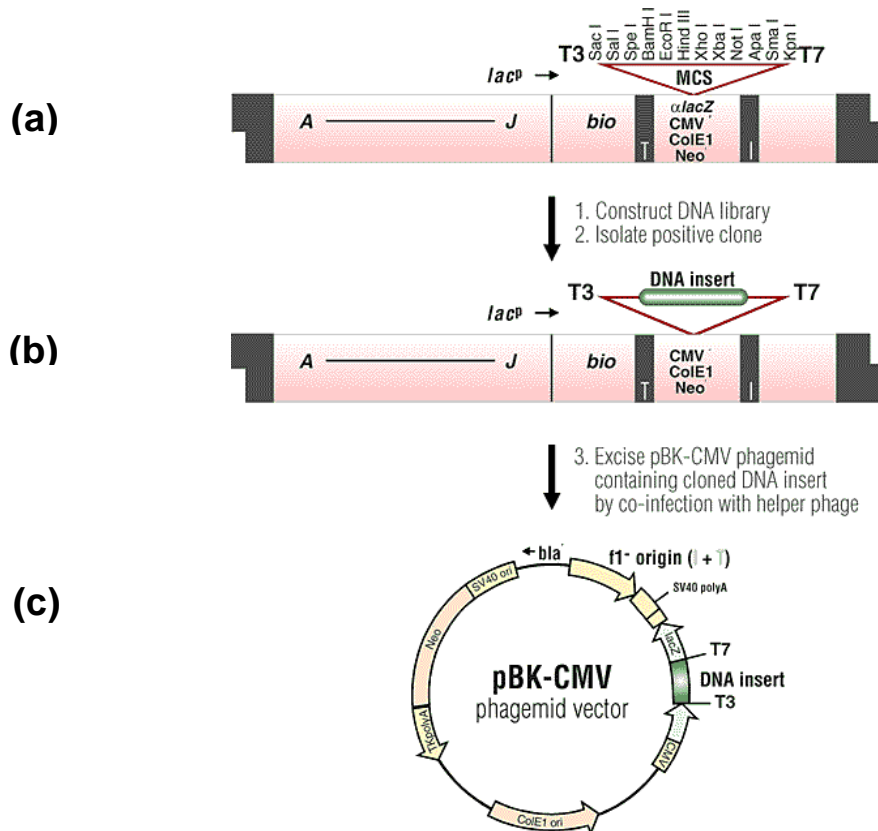 Sac I
Sal I
Spe I
BamH I
EcoR I
Hind III
Xho I
Xba I
Not I
Apa I
Sma I
Kpn I
T3
T7
lacᵖ →
MCS
(a)
A
J
bio
T
αlacZ
CMV
ColE1
Neo
I
1. Construct DNA library
2. Isolate positive clone
DNA insert
T3
T7
lacᵖ →
(b)
A
J
bio
T
CMV
ColE1
Neo
I
3. Excise pBK-CMV phagemid
containing cloned DNA insert
by co-infection with helper phage
(c)
bla
f1⁻ origin (I + T)
SV40 ori
SV40 polyA
Neo
lacZ
T7
pBK-CMV
phagemid vector
DNA insert
T3
TKpolyA
CMV
ColE1 ori